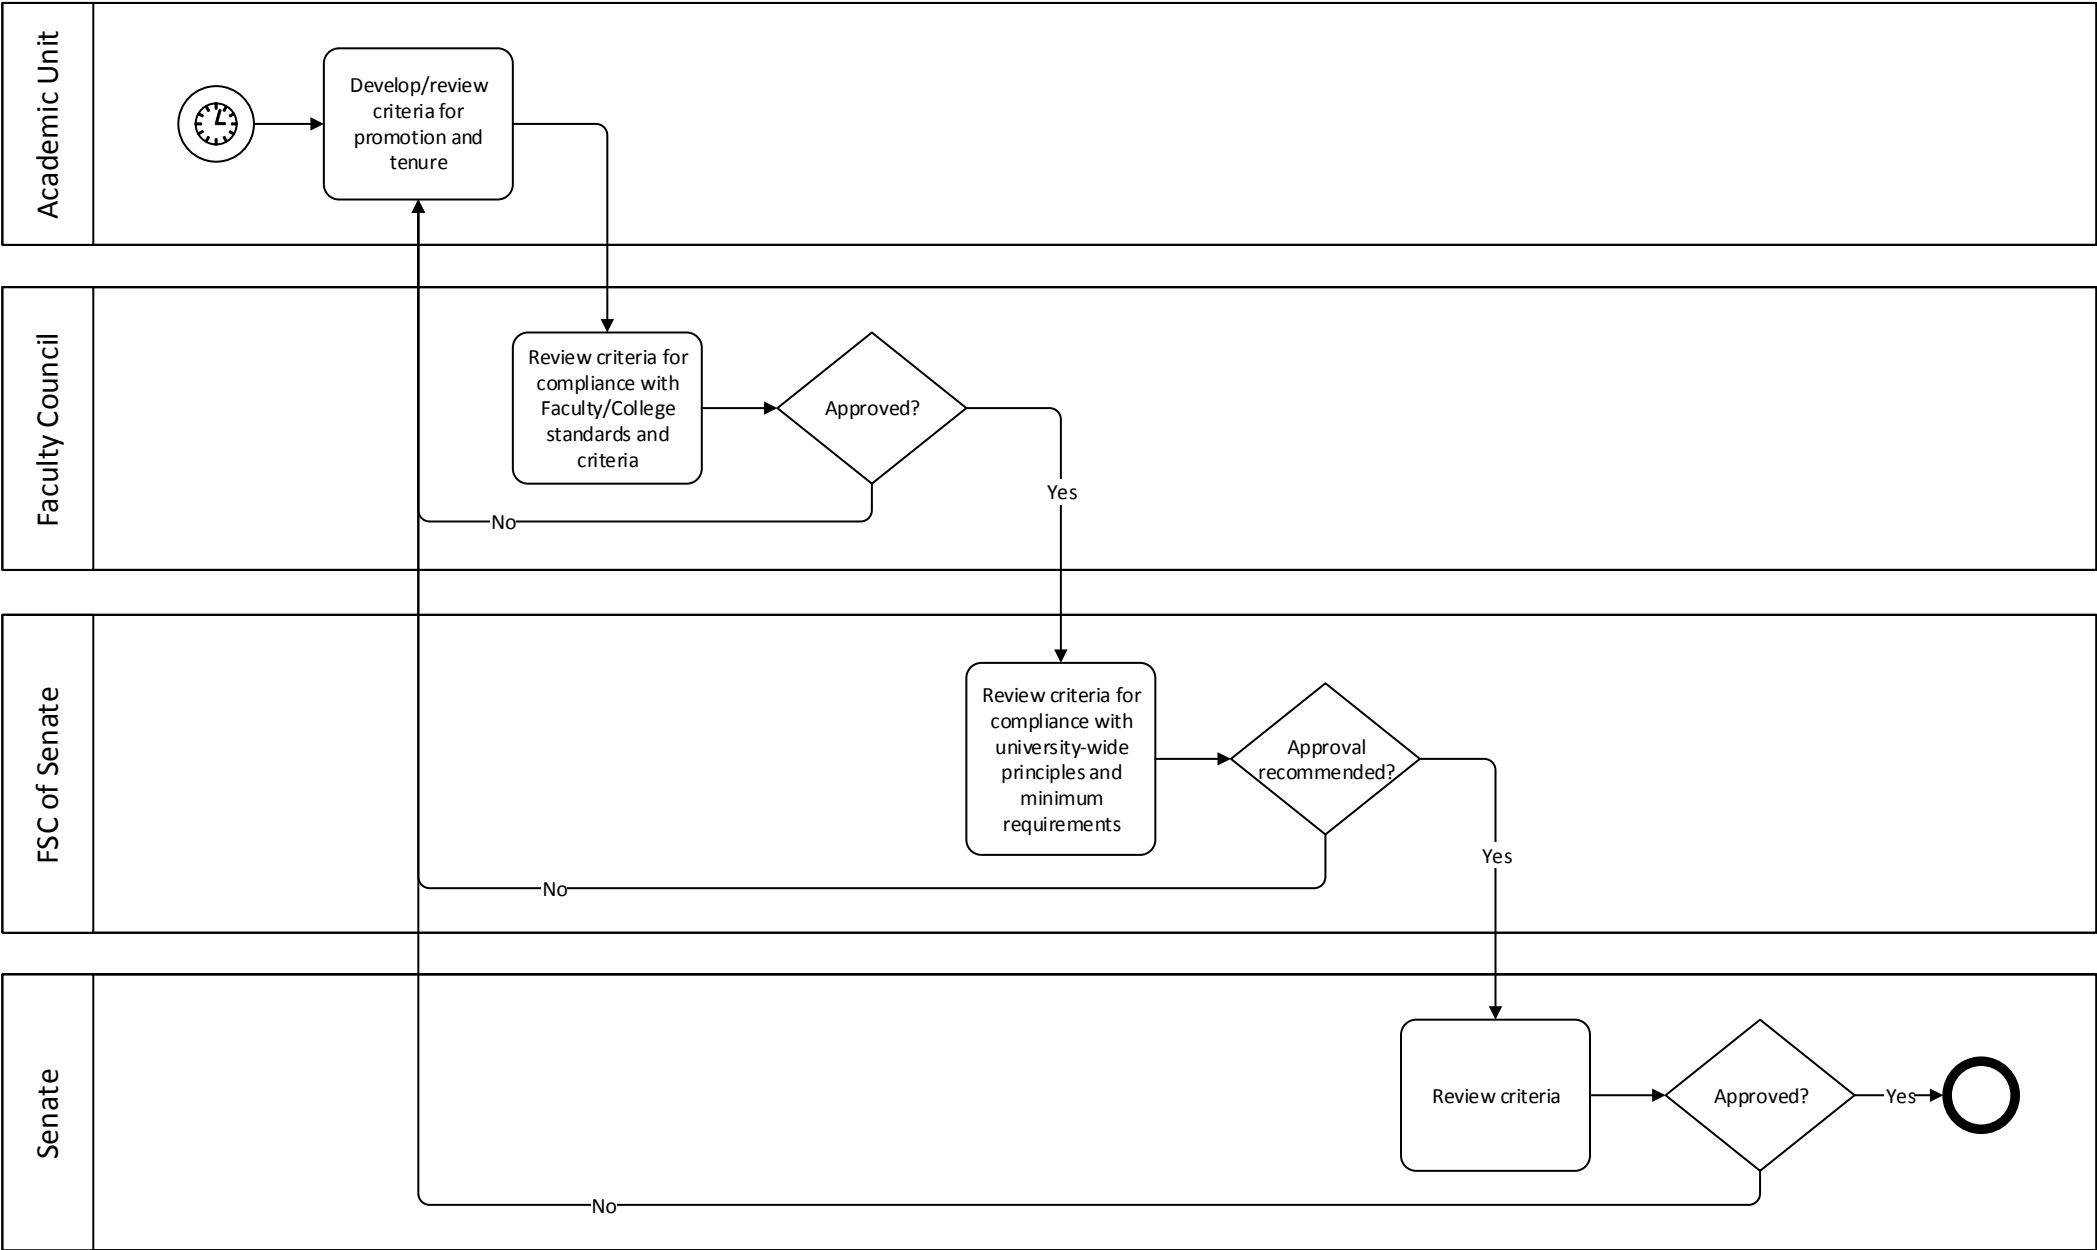 Academic Unit
Develop/review
criteria for
promotion and
tenure
Faculty Council
Review criteria for
compliance with
Faculty/College
standards and
criteria
Approved?
Yes
No
FSC of Senate
Review criteria for
compliance with
university-wide
principles and
minimum
requirements
Approval
recommended?
Yes
No
Senate
Review criteria
Approved?
Yes
No